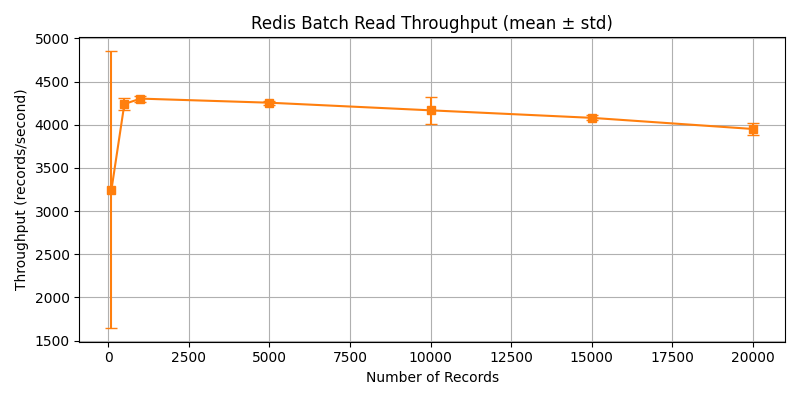 Redis Batch Read Throughput (mean ± std)
Throughput (records/second)
5000
4500
4000
3500
3000
2500
2000
1500
0 2500 5000 7500 10000 12500 15000 17500 20000
Number of Records